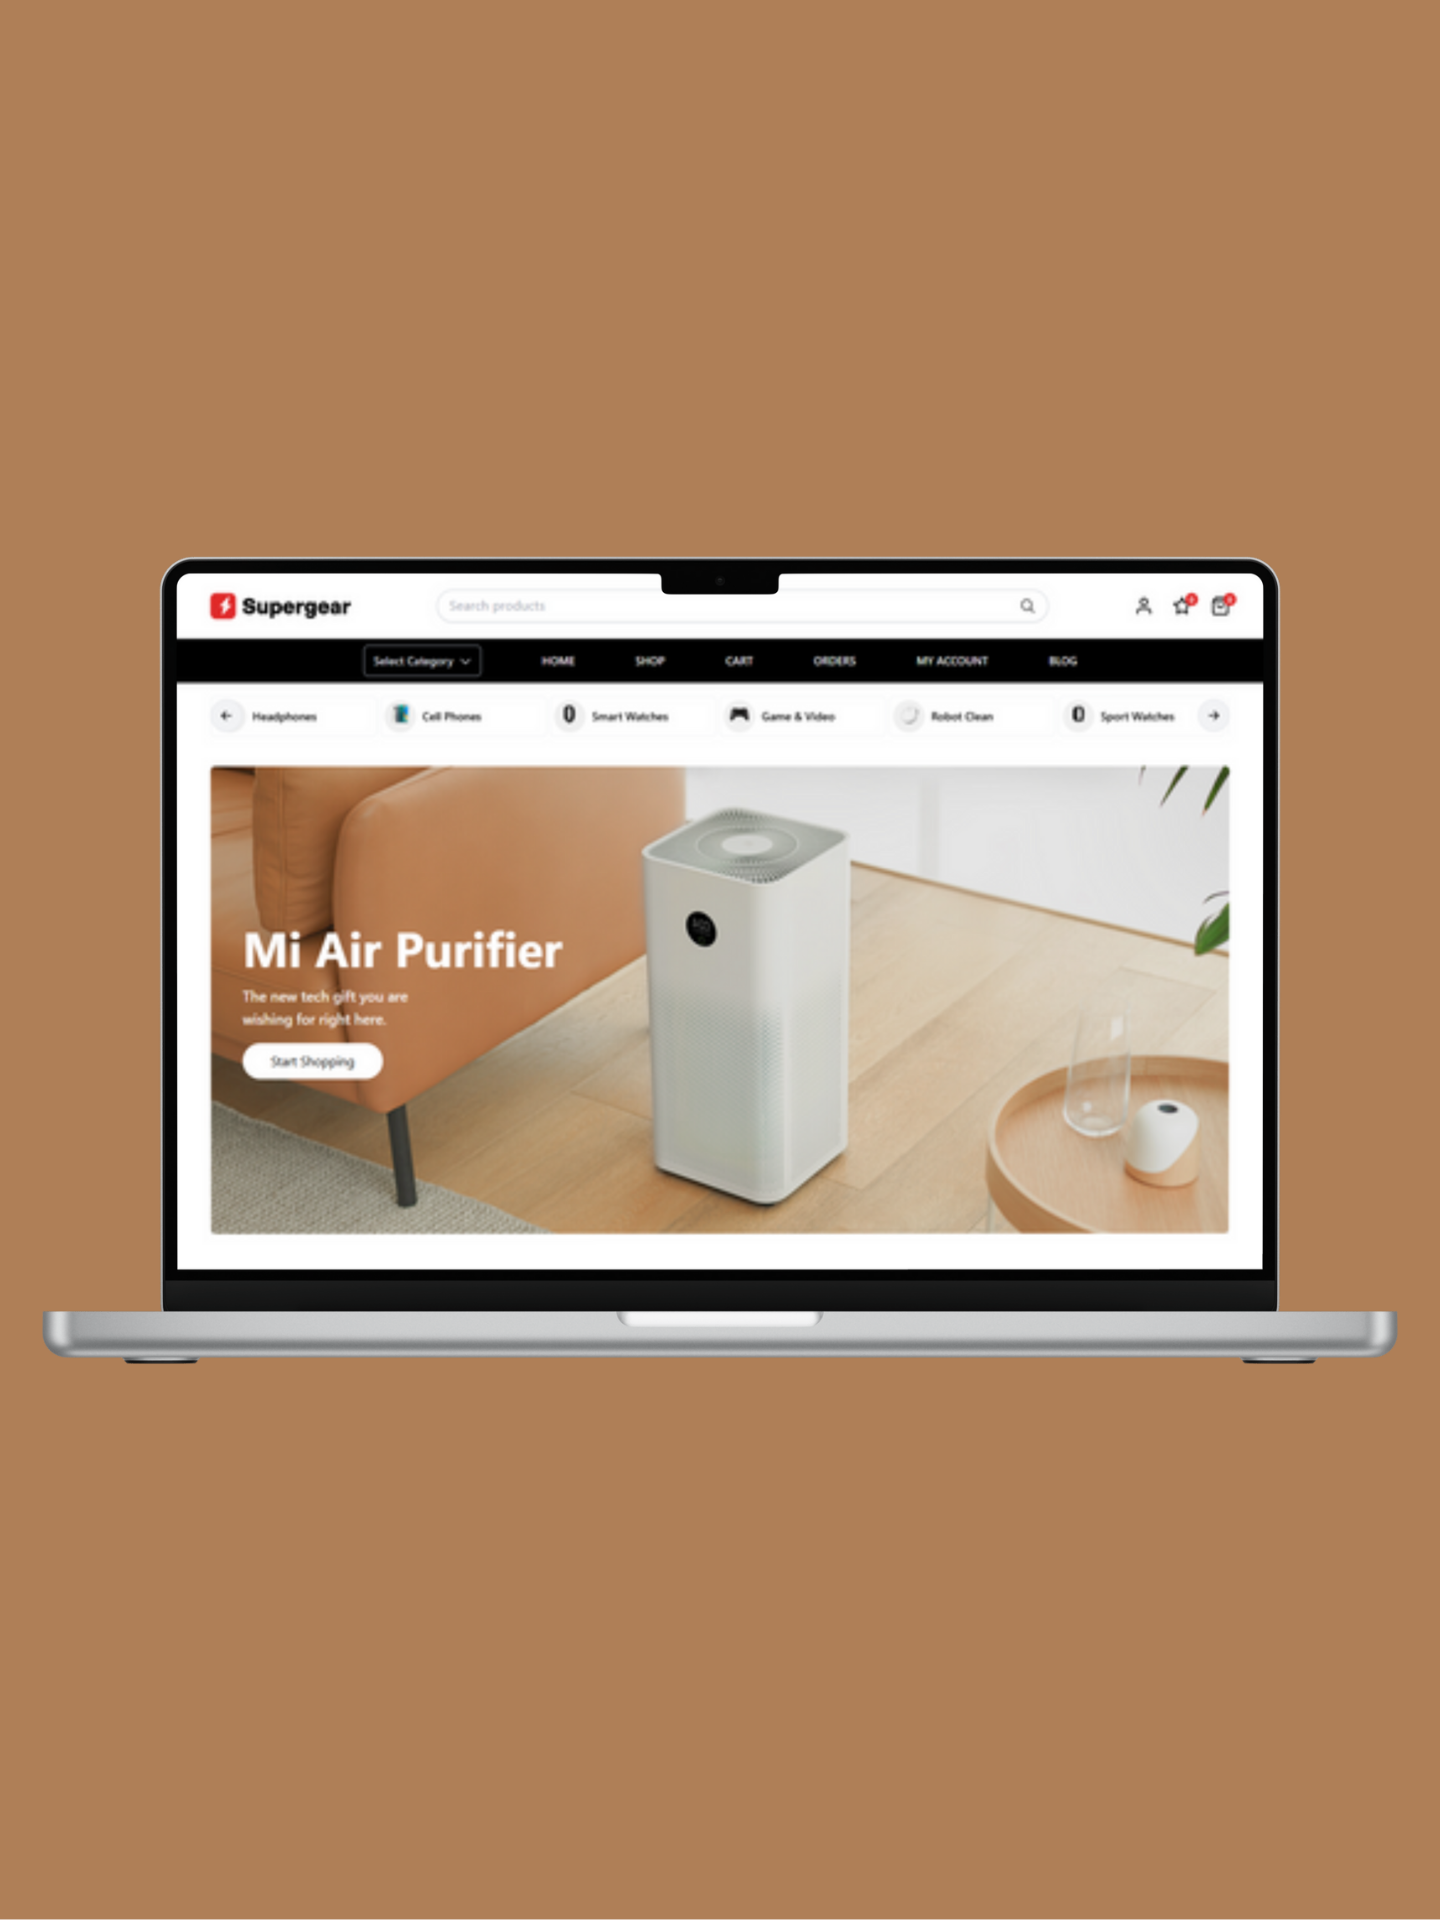 Supergear
Search products
Select Category
HOME
SHOP
CART
ORDERS
MY ACCOUNT
BLOG
Headphones
Cell Phones
Smart Watches
Game & Video
Robot Clean
Sport Watches
Mi Air Purifier
The new tech gift you are
wishing for right here.
Start Shopping